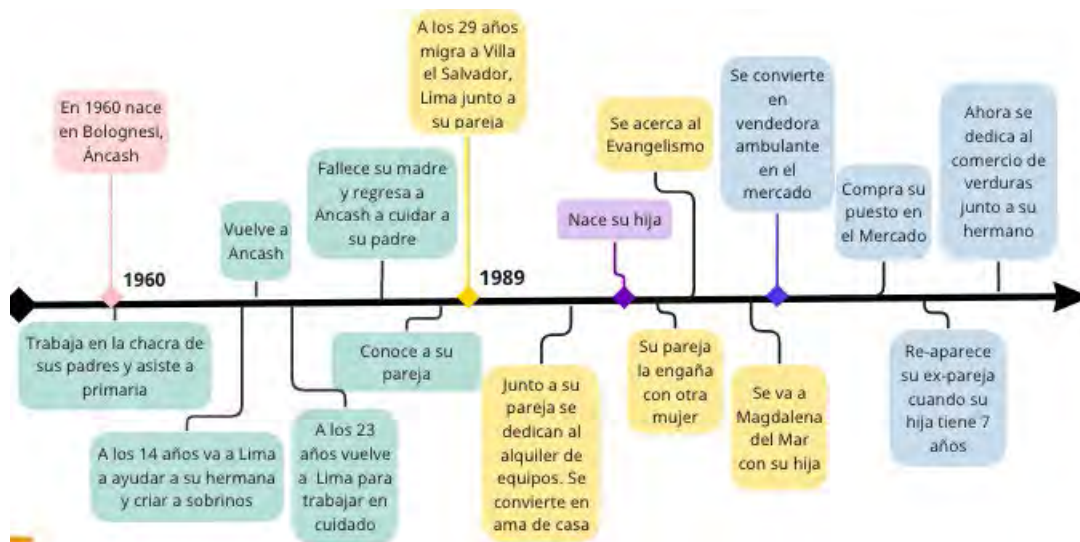 En 1960 nace
en Bolognesi,
Áncash
1960
Trabaja en la chacra de
sus padres y asiste a
primaria
A los 14 años va a Lima
a ayudar a su hermana
y criar a sobrinos
Vuelve a
Ancash
A los 23
años vuelve
a Lima para
trabajar en
cuidado
Fallece su madre
y regresa a
Ancash a cuidar a
su padre
Conoce a su
pareja
A los 29 años
migra a Villa
el Salvador,
Lima junto a
su pareja
1989
Junto a su
pareja se
dedican al
alquiler de
equipos. Se
convierte en
ama de casa
Nace su hija
Su pareja
la engaña
con otra
mujer
Se acerca al
Evangelismo
Se va a
Magdalena
del Mar
con su hija
Se convierte
en
vendedora
ambulante
en el
mercado
Compra su
puesto en
el Mercado
Re-aparece
su ex-pareja
cuando su
hija tiene 7
años
Ahora se
dedica al
comercio de
verduras
junto a su
hermano